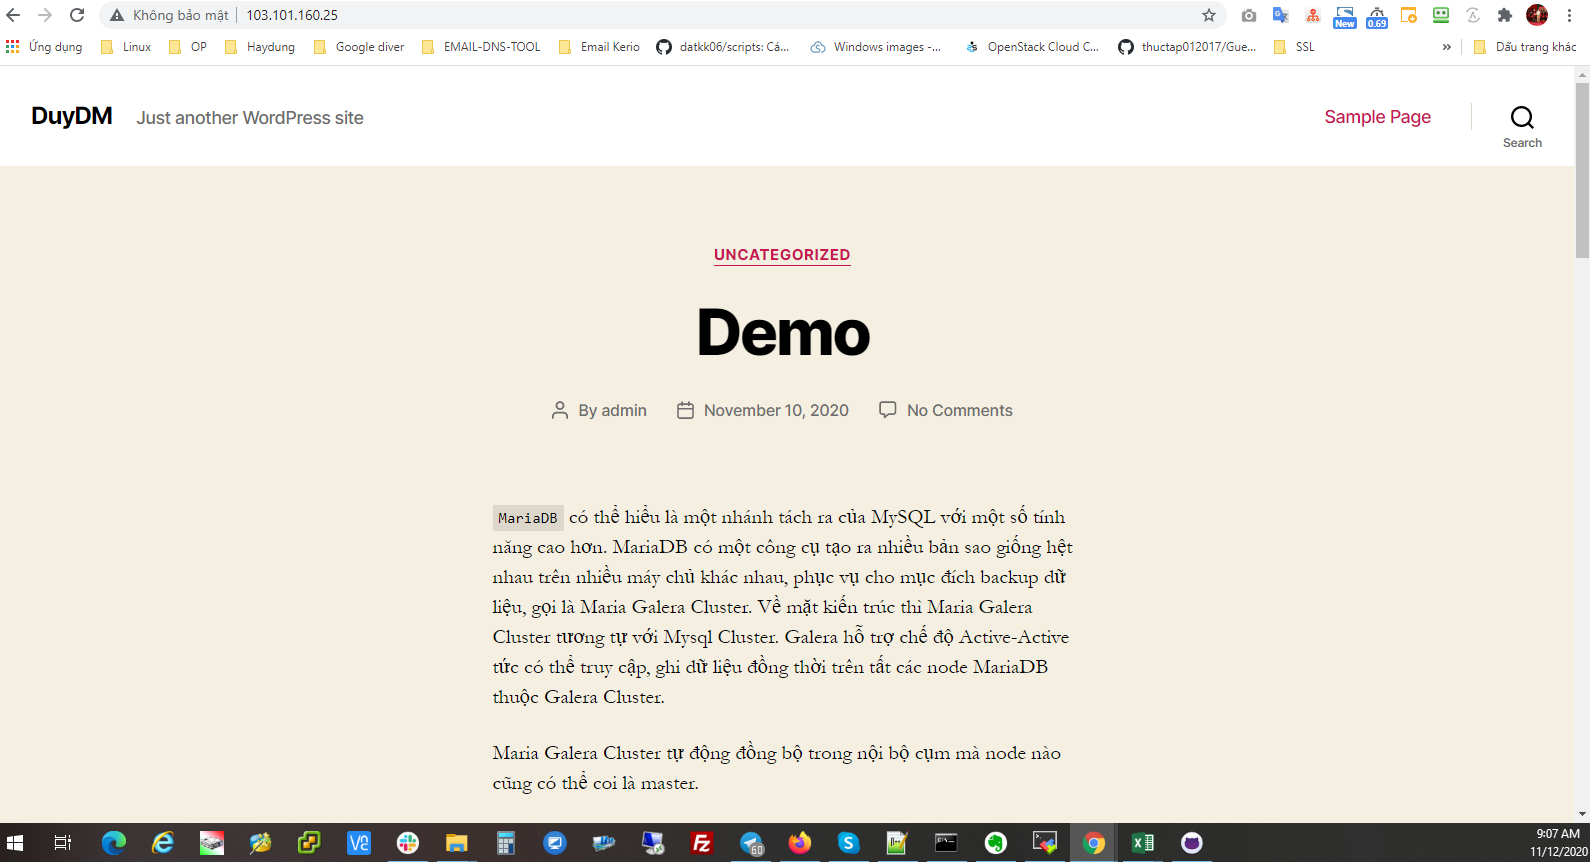 Không bảo mật
103.101.160.25
New
0.69
Ứng dụng
Linux
OP
Haydung
Google diver
EMAIL-DNS-TOOL
Email Kerio
datkk06/scripts: Cá...
Windows images -...
OpenStack Cloud C...
thuctap012017/Gue...
SSL
»
Dấu trang khác
DuyDM
Just another WordPress site
Sample Page
Search
UNCATEGORIZED
Demo
By admin
November 10, 2020
No Comments
MariaDB có thể hiểu là một nhánh tách ra của MySQL với một số tính
năng cao hơn. MariaDB có một công cụ tạo ra nhiều bản sao giống hệt
nhau trên nhiều máy chủ khác nhau, phục vụ cho mục đích backup dữ
liệu, gọi là Maria Galera Cluster. Về mặt kiến trúc thì Maria Galera
Cluster tương tự với Mysql Cluster. Galera hỗ trợ chế độ Active-Active
tức có thể truy cập, ghi dữ liệu đồng thời trên tất các node MariaDB
thuộc Galera Cluster.
Maria Galera Cluster tự động đồng bộ trong nội bộ cụm mà node nào
cũng có thể coi là master.
60
9:07 AM
11/12/2020